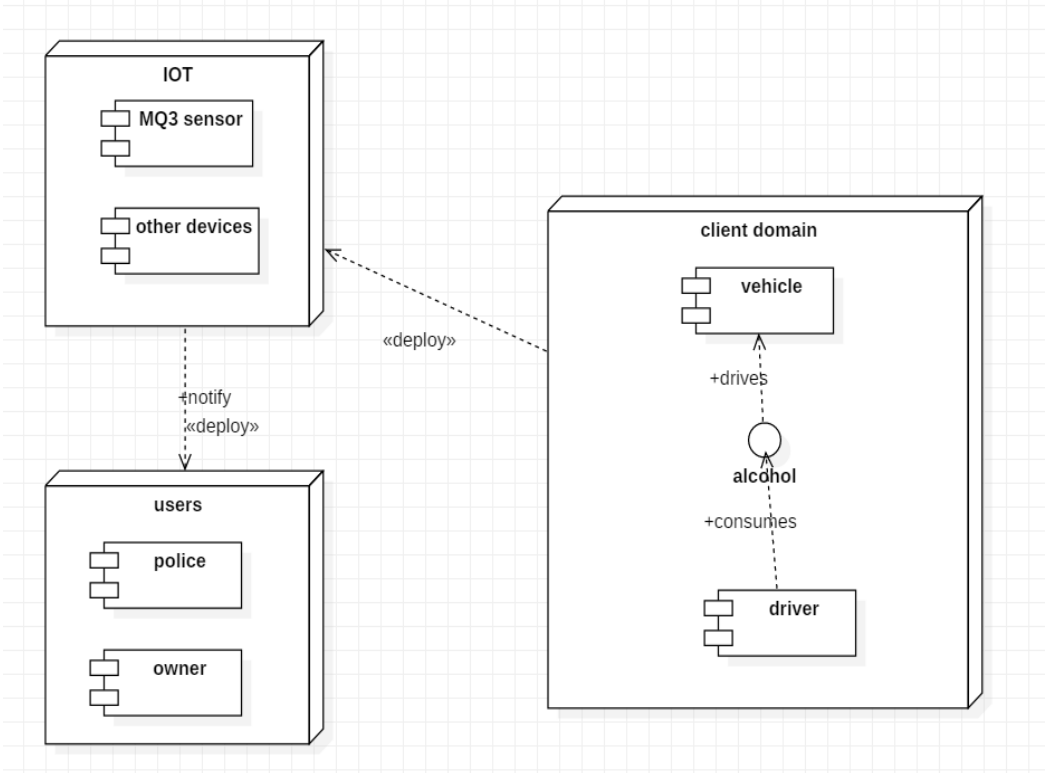 IOT
MQ3 sensor
other devices
client domain
vehicle
«deploy»
+drives
+notify
«deploy»
alcohol
users
+consumes
police
driver
owner